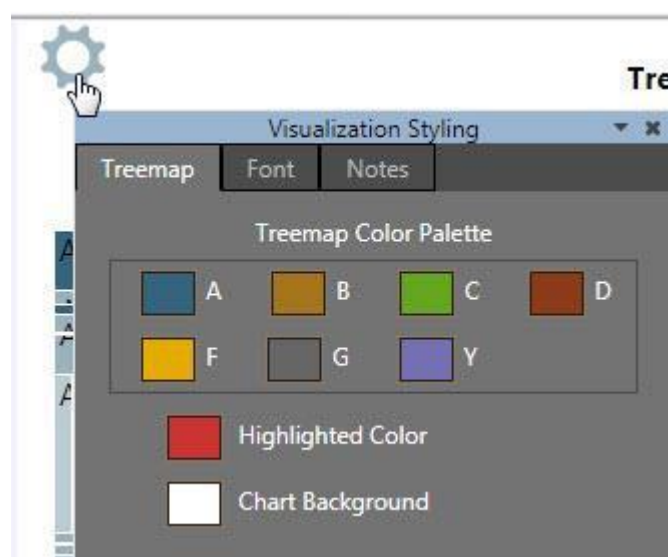 Tre
Visualization Styling
Treemap Font Notes
Treemap Color Palette
A B C D
F G Y
Highlighted Color
Chart Background
A
A
A